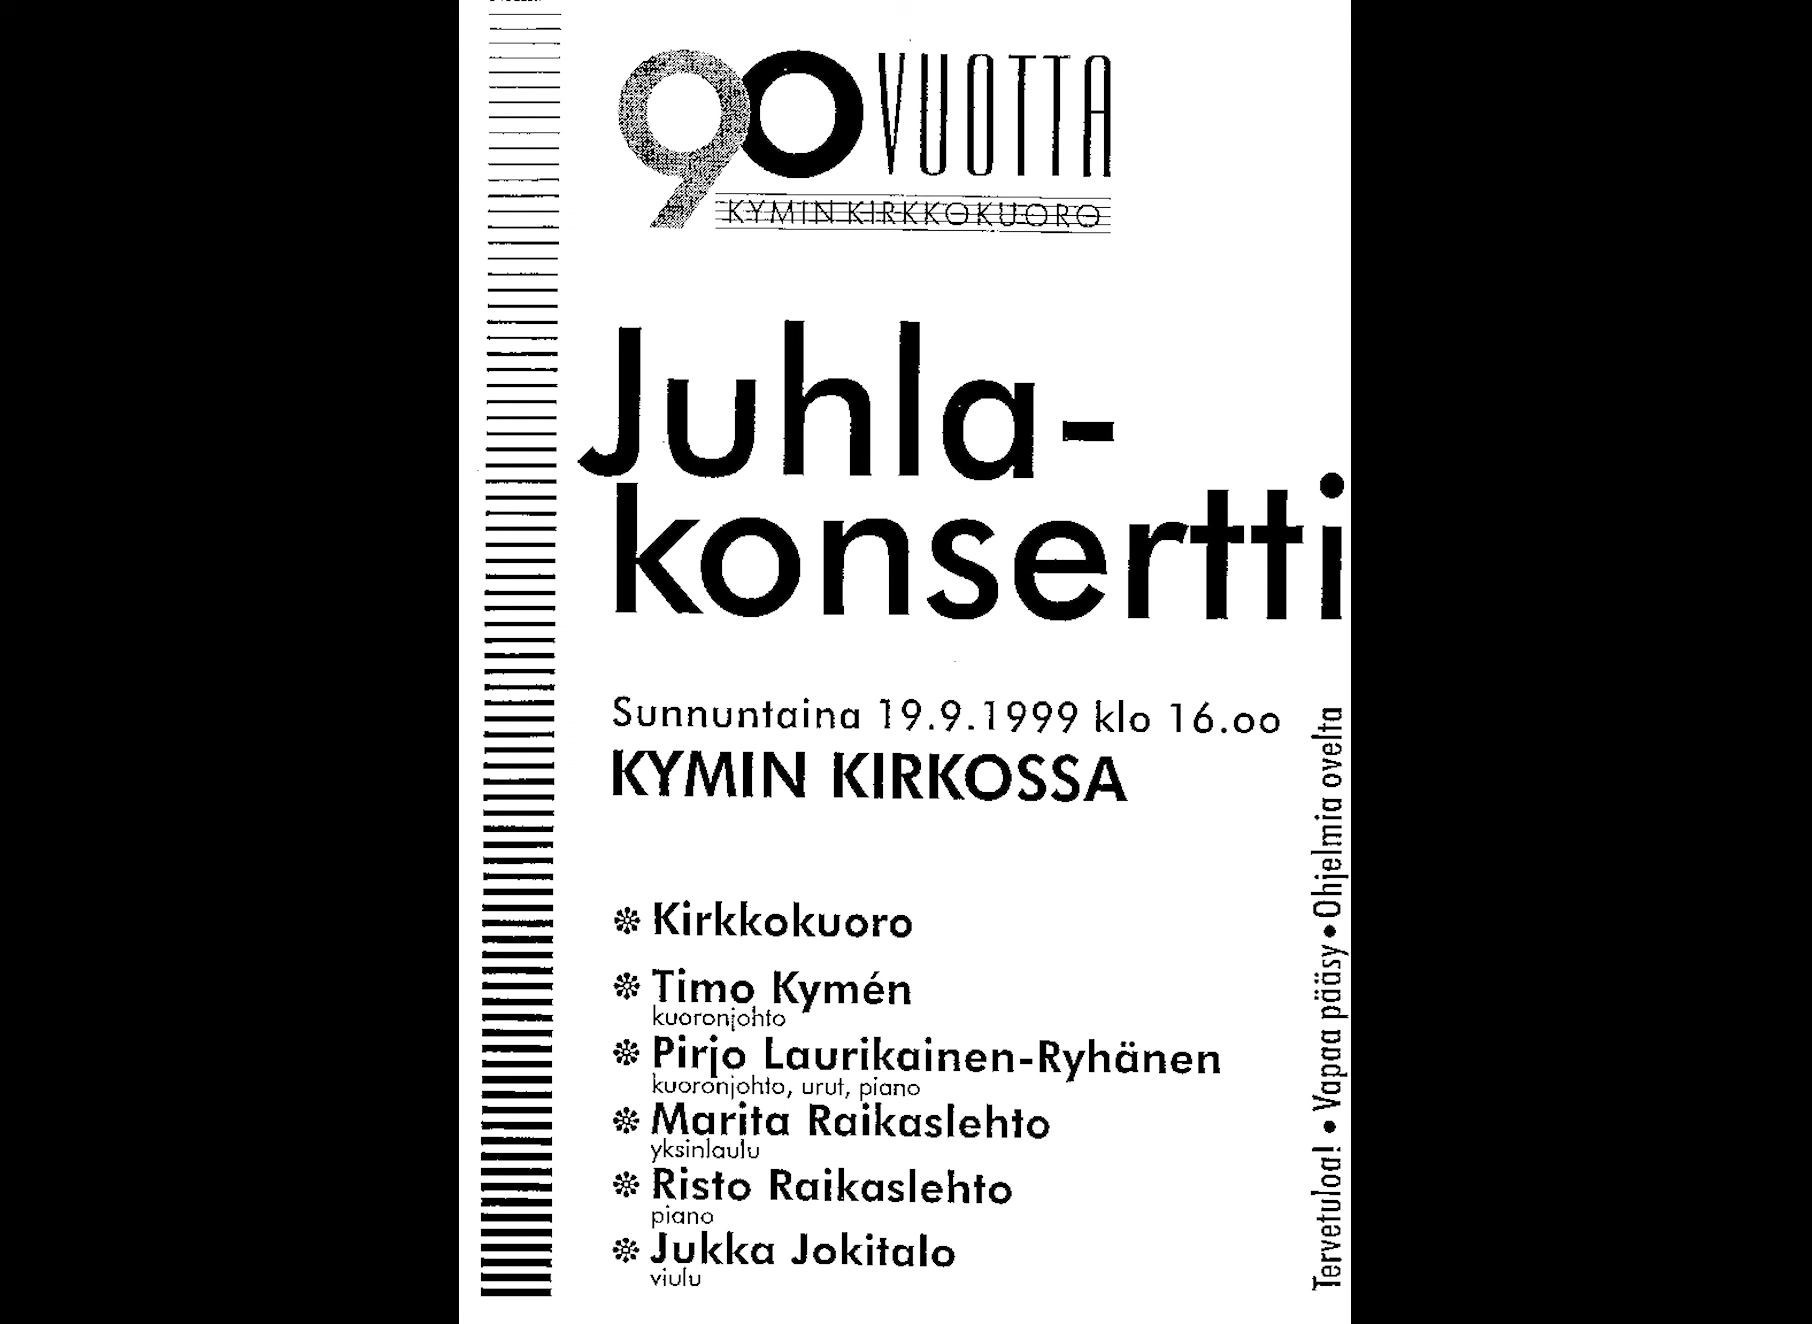 90 VUOTTA
KYMIN KIRKKOKUORO
Juhla-
konsertti
Sunnuntaina 19.9.1999 klo 16.00
KYMIN KIRKOSSA
Kirkkokuoro
Timo Kymén
kuoronjohto
Pirjo Laurikainen-Ryhänen
kuoronjohto, urut, piano
Marita Raikaslehto
yksinlaulu
Risto Raikaslehto
piano
Jukka Jokitalo
viulu
Tervetuloa! • Vapaa pääsy • Ohjelmia ovelta